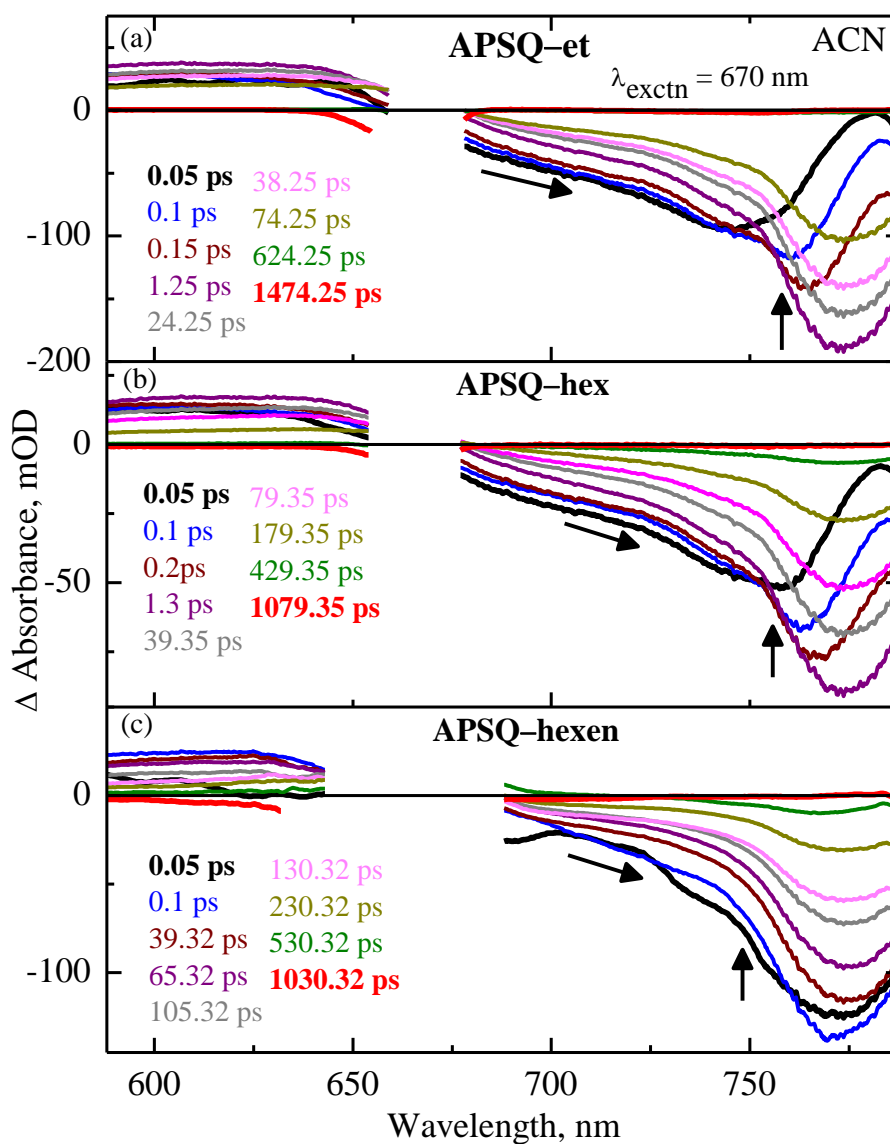 (a) APSQ–et ACN
λexctn = 670 nm
0
0.05 ps 38.25 ps
0.1 ps 74.25 ps
-100
0.15 ps 624.25 ps
1.25 ps 1474.25 ps
24.25 ps
-200
(b) APSQ–hex
0
0.05 ps 79.35 ps
0.1 ps 179.35 ps
-50
0.2ps 429.35 ps
1.3 ps 1079.35 ps
39.35 ps
Δ Absorbance, mOD
(c) APSQ–hexen
0
0.05 ps 130.32 ps
0.1 ps 230.32 ps
39.32 ps 530.32 ps
-100
65.32 ps 1030.32 ps
105.32 ps
600 650 700 750
Wavelength, nm